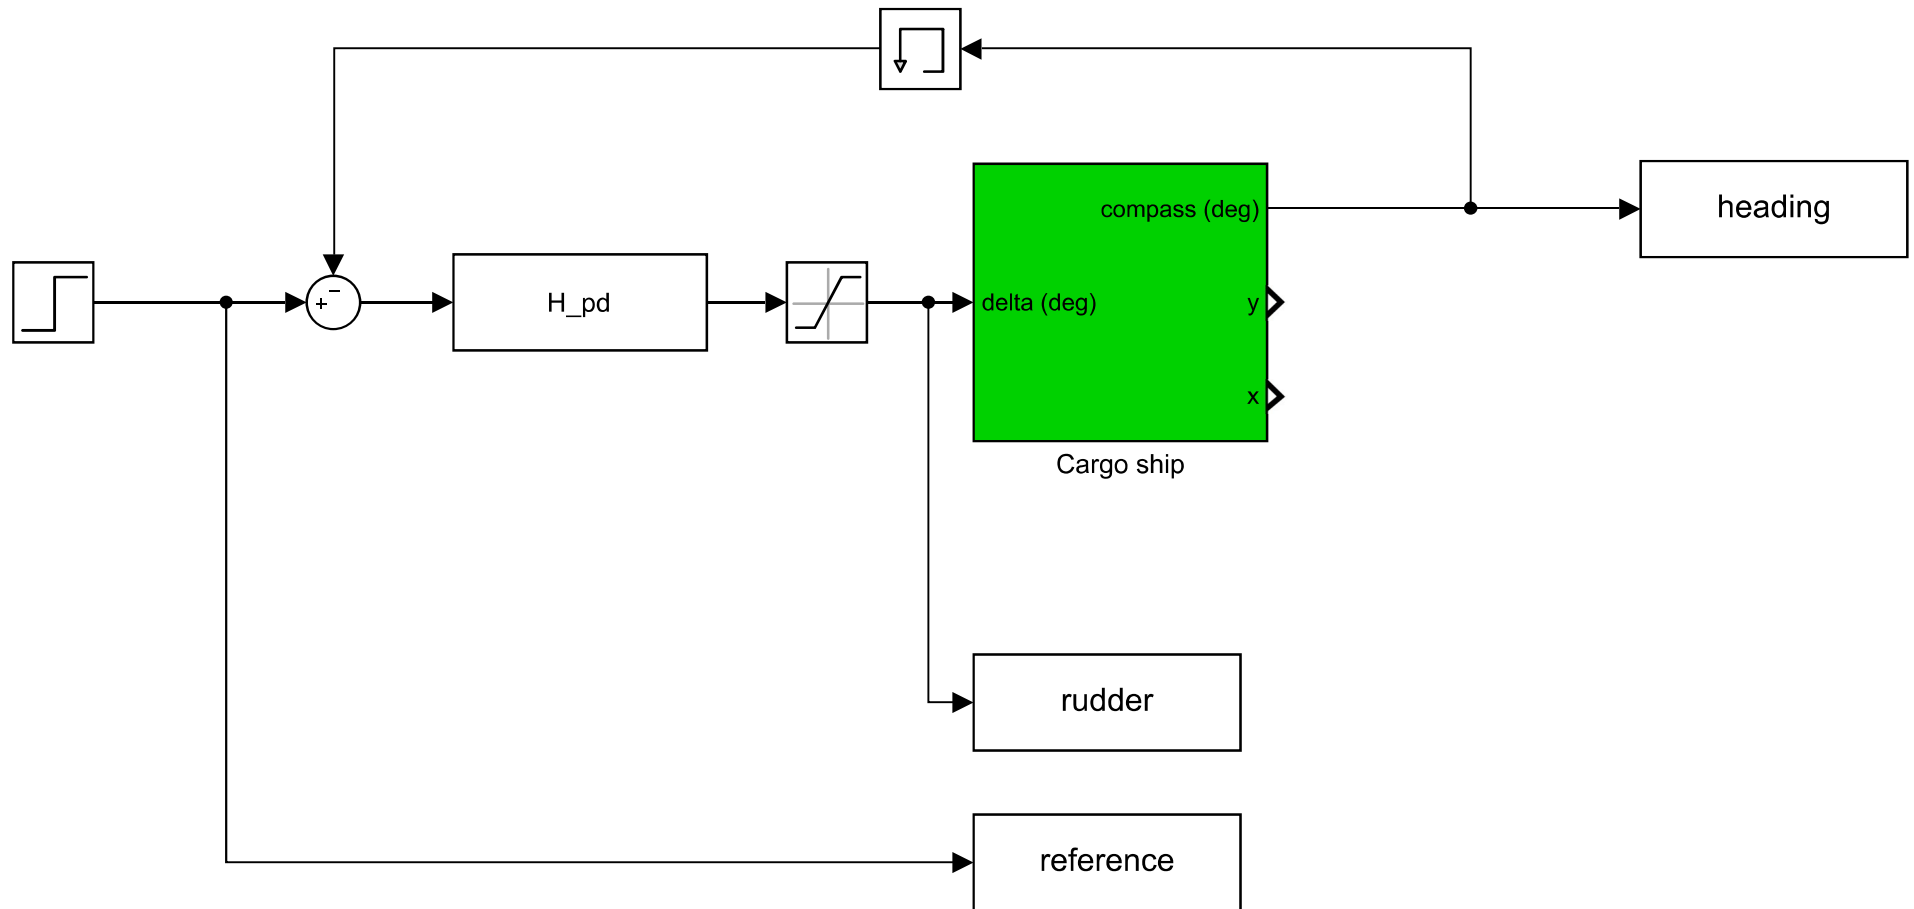 compass (deg)
heading
+
−
H_pd
delta (deg)
y
x
Cargo ship
rudder
reference